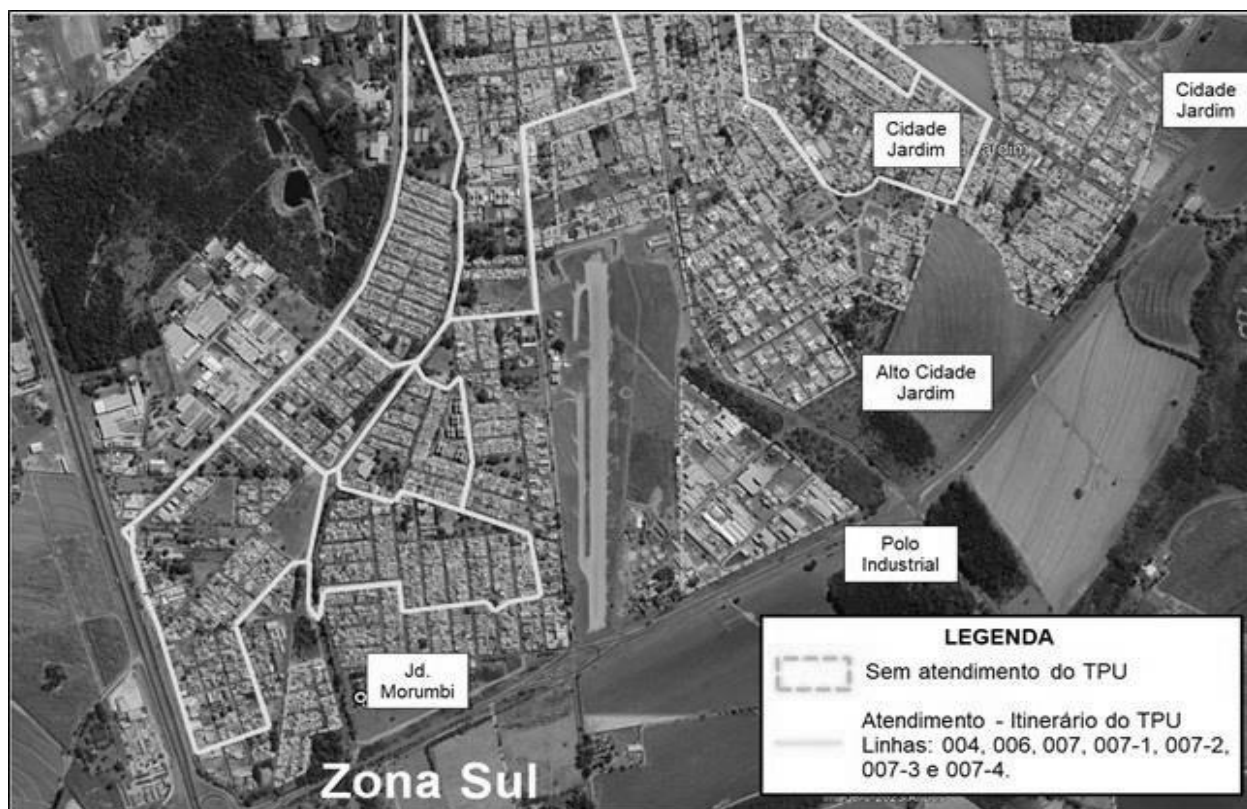 Cidade
Jardim
Cidade
Jardim
Alto Cidade
Jardim
Polo
Industrial
Jd.
Morumbi
Zona Sul
LEGENDA
Sem atendimento do TPU
Atendimento - Itinerário do TPU
Linhas: 004, 006, 007, 007-1, 007-2,
007-3 e 007-4.